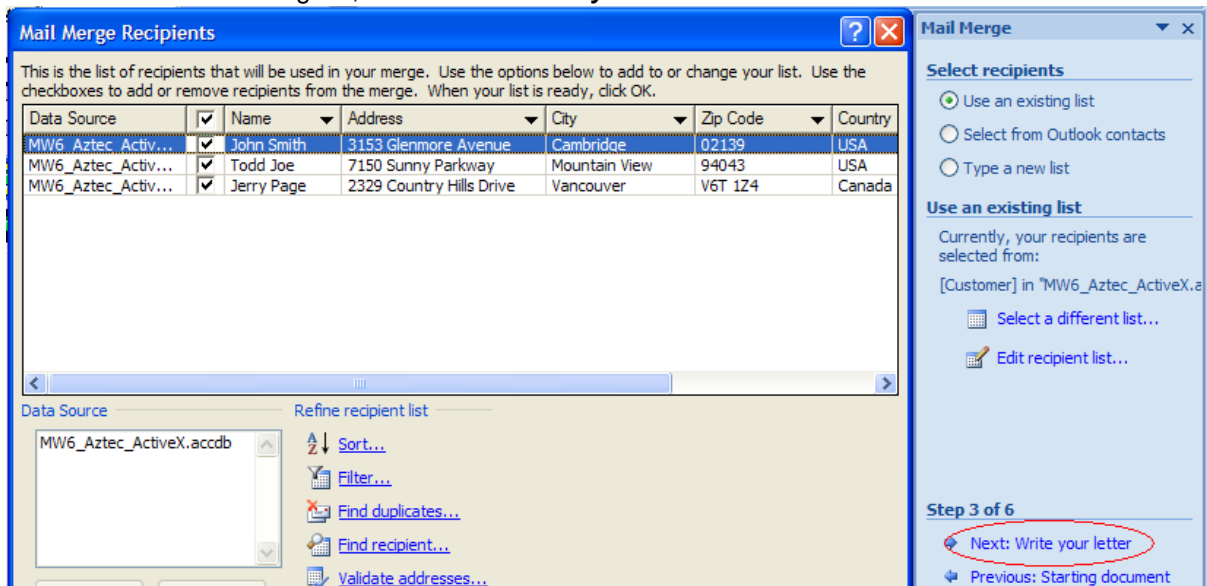 Mail Merge Recipients
This is the list of recipients that will be used in your merge. Use the options below to add to or change your list. Use the
checkboxes to add or remove recipients from the merge. When your list is ready, click OK.
Data Source Name Address City Zip Code Country
MW6_Aztec_Activ... John Smith 3153 Glenmore Avenue Cambridge 02139 USA
MW6_Aztec_Activ... Todd Joe 7150 Sunny Parkway Mountain View 94043 USA
MW6_Aztec_Activ... Jerry Page 2329 Country Hills Drive Vancouver V6T 1Z4 Canada
Data Source
MW6_Aztec_ActiveX.accdb
Refine recipient list
Sort...
Filter...
Find duplicates...
Find recipient...
Validate addresses...
Mail Merge
Select recipients
Use an existing list
Select from Outlook contacts
Type a new list
Use an existing list
Currently, your recipients are
selected from:
[Customer] in "MW6_Aztec_ActiveX.a
Select a different list...
Edit recipient list...
Step 3 of 6
Next: Write your letter
Previous: Starting document